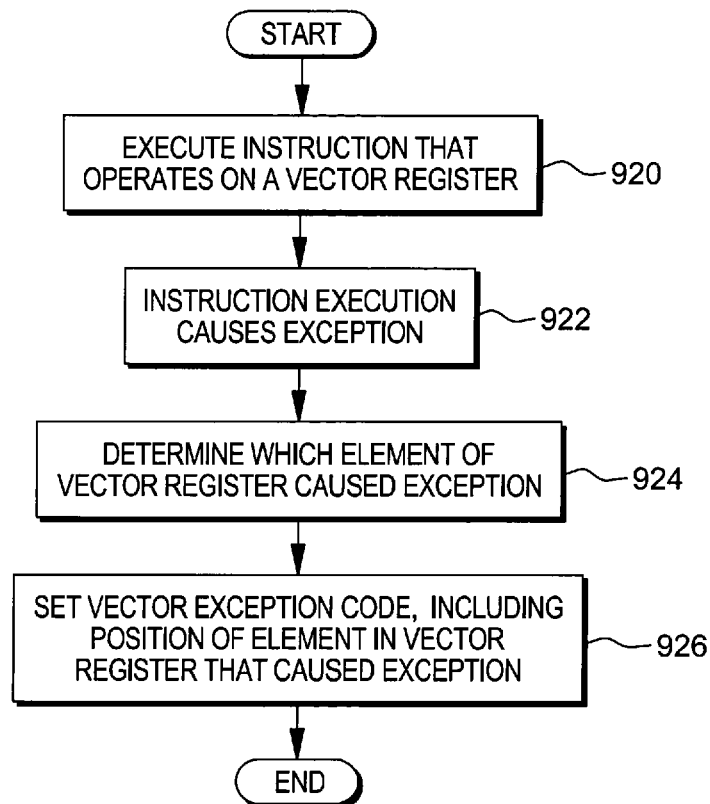 START
EXECUTE INSTRUCTION THAT
OPERATES ON A VECTOR REGISTER
920
INSTRUCTION EXECUTION
CAUSES EXCEPTION
922
DETERMINE WHICH ELEMENT OF
VECTOR REGISTER CAUSED EXCEPTION
924
SET VECTOR EXCEPTION CODE, INCLUDING
POSITION OF ELEMENT IN VECTOR
REGISTER THAT CAUSED EXCEPTION
926
END